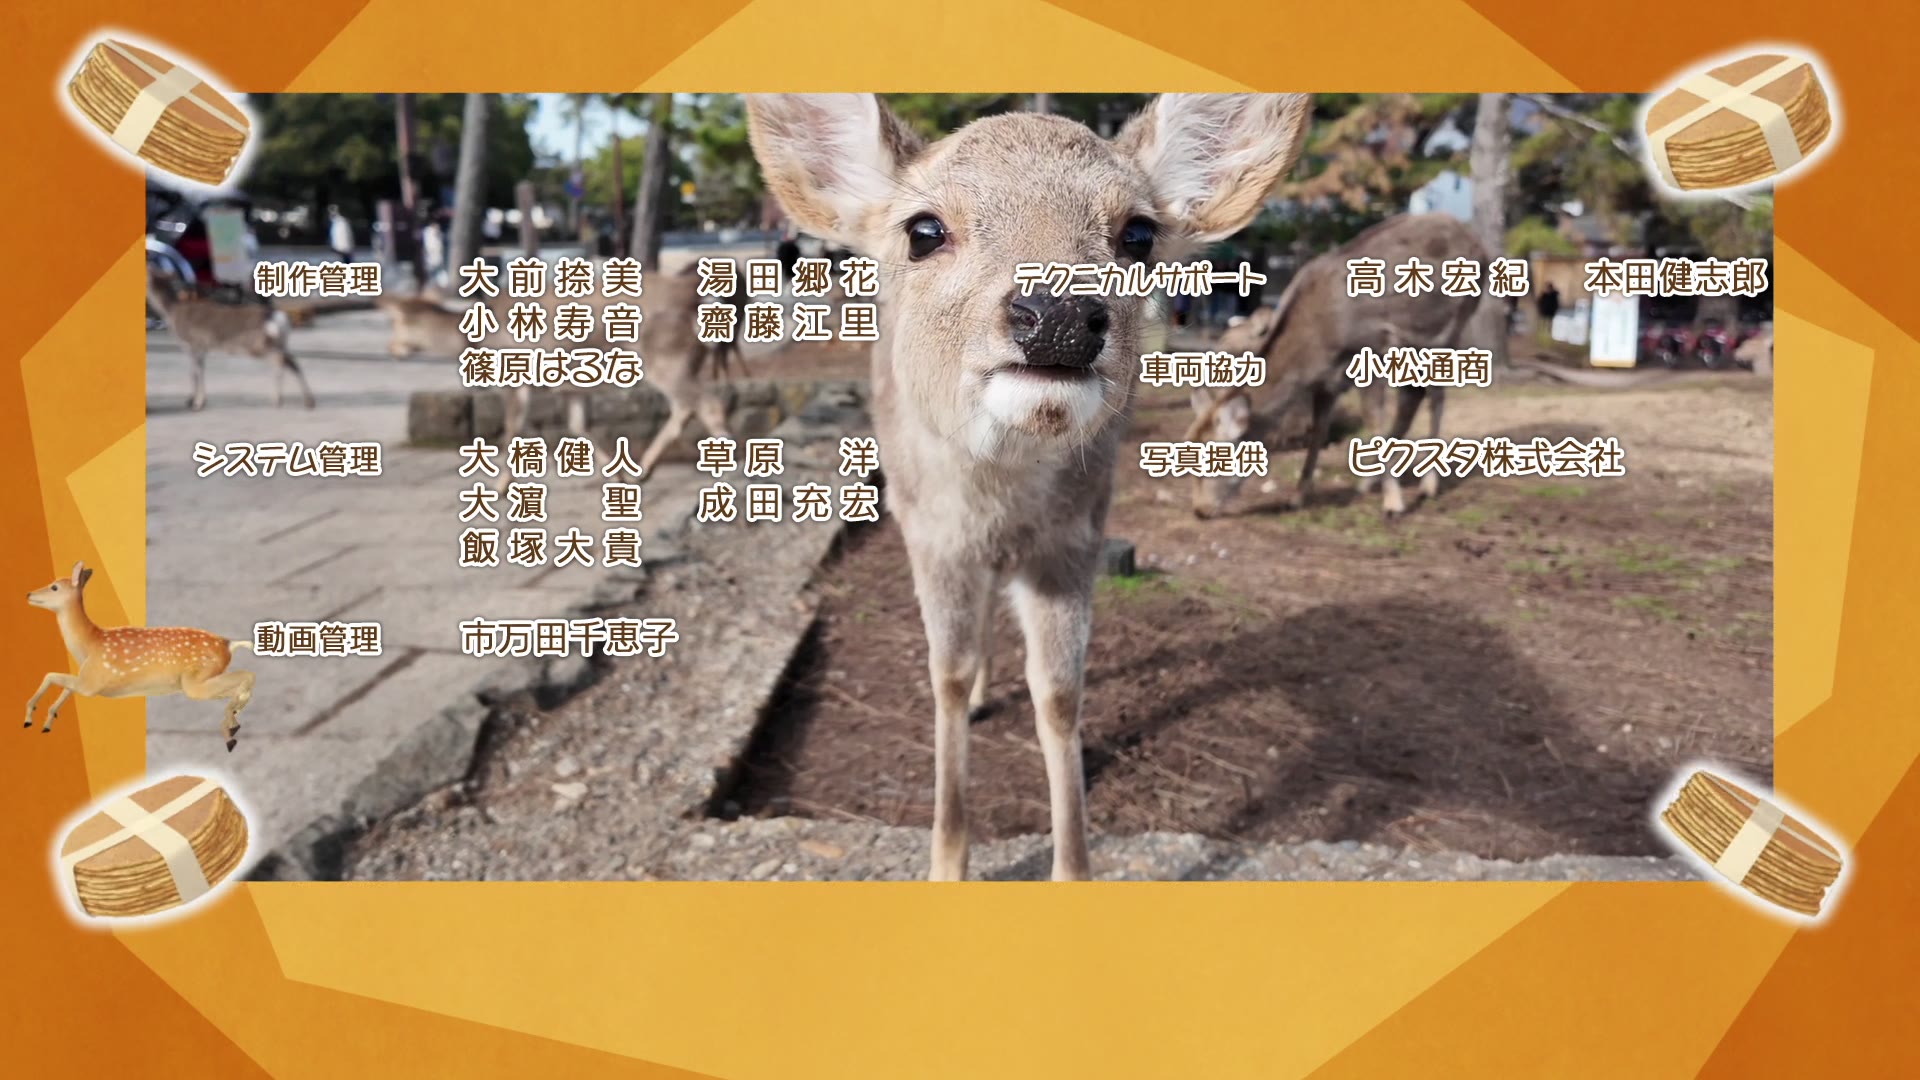 制作管理 大前捺美 湯田郷花
小林寿音 齋藤江里
篠原はるな
システム管理 大橋健人 草原洋
大濵聖 成田充宏
飯塚大貴
動画管理 市万田千恵子
テクニカルサポート 高木宏紀 本田健志郎
車両協力 小松通商
写真提供 ピクスタ株式会社